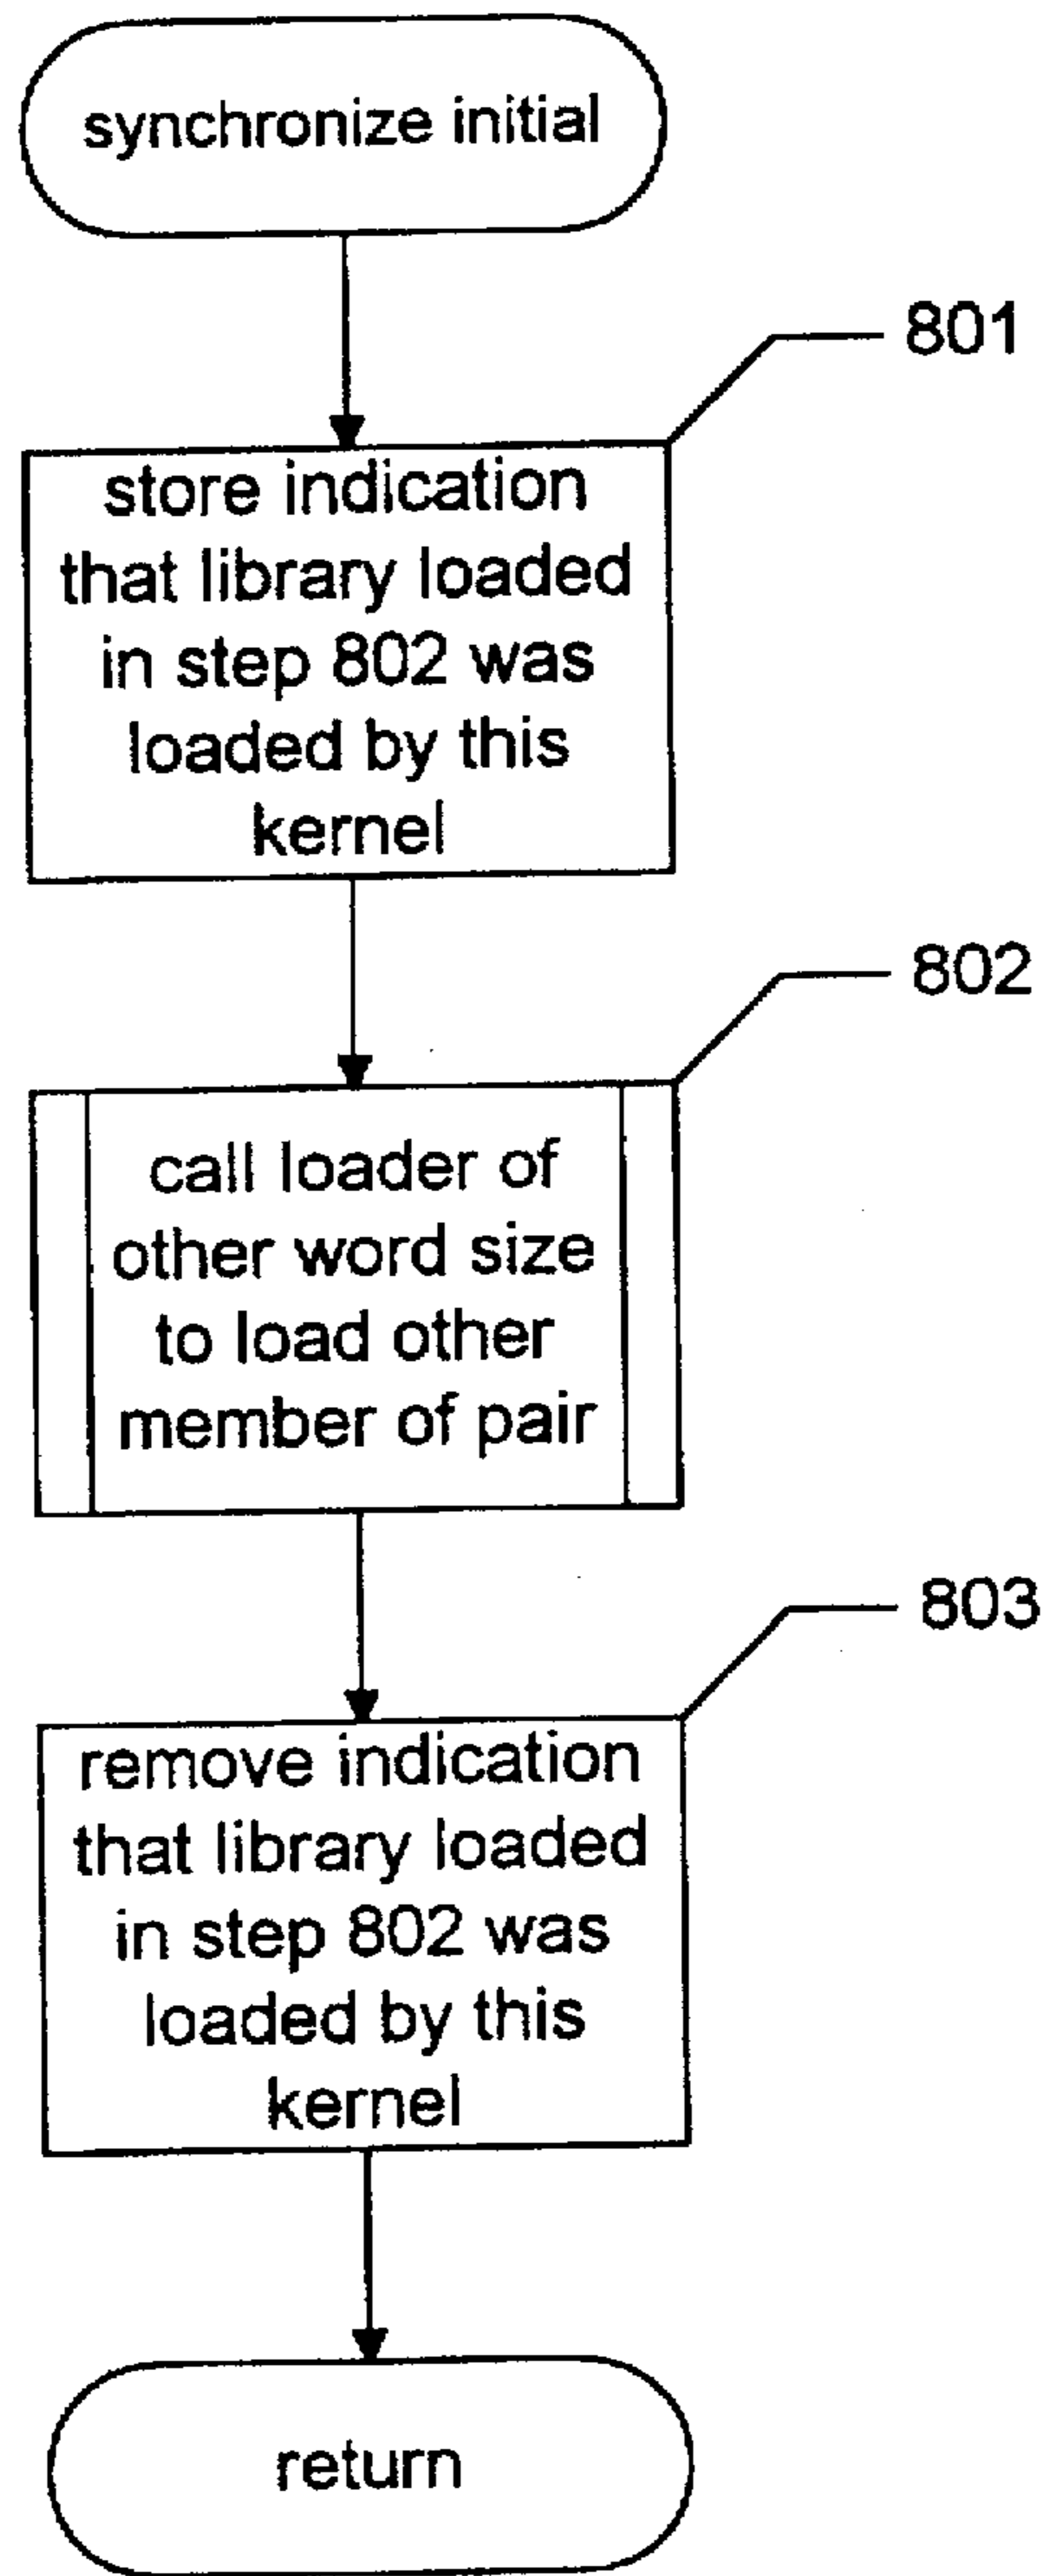 synchronize initial
801
store indication
that library loaded
in step 802 was
loaded by this
kernel
802
call loader of
other word size
to load other
member of pair
803
remove indication
that library loaded
in step 802 was
loaded by this
kernel
return